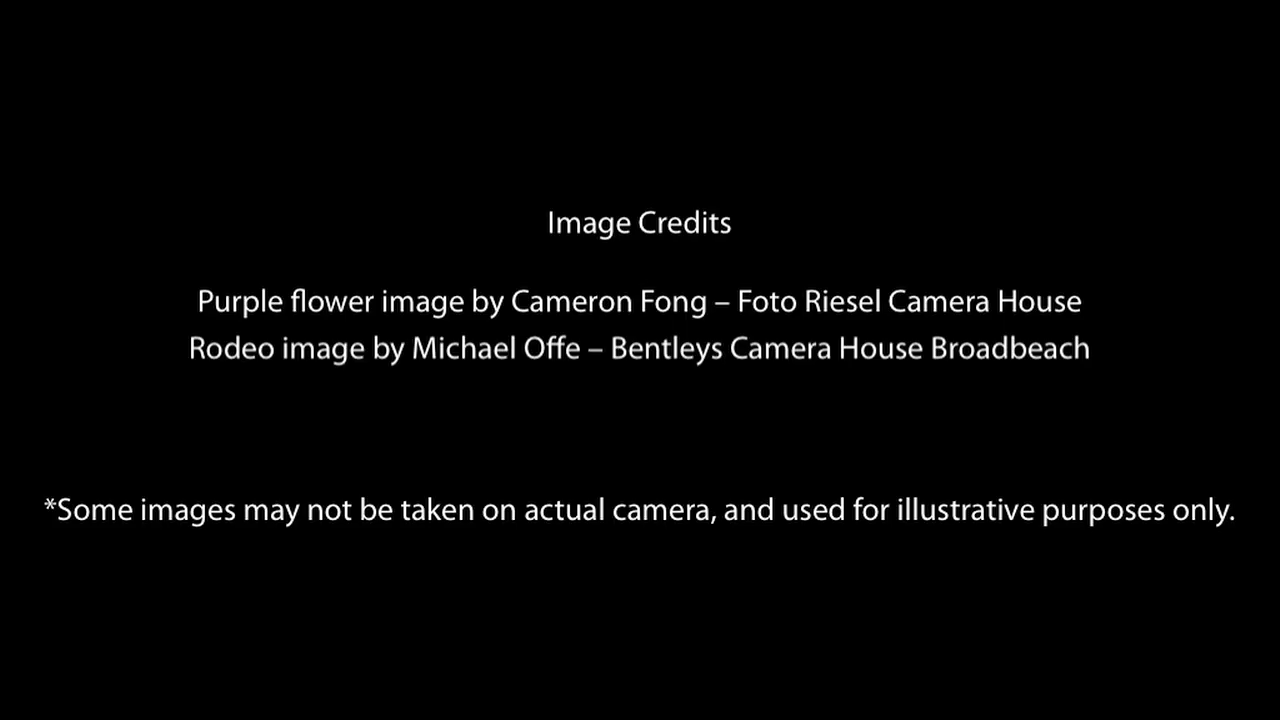 Image Credits
Purple flower image by Cameron Fong – Foto Riesel Camera House
Rodeo image by Michael Offe – Bentleys Camera House Broadbeach
*Some images may not be taken on actual camera, and used for illustrative purposes only.